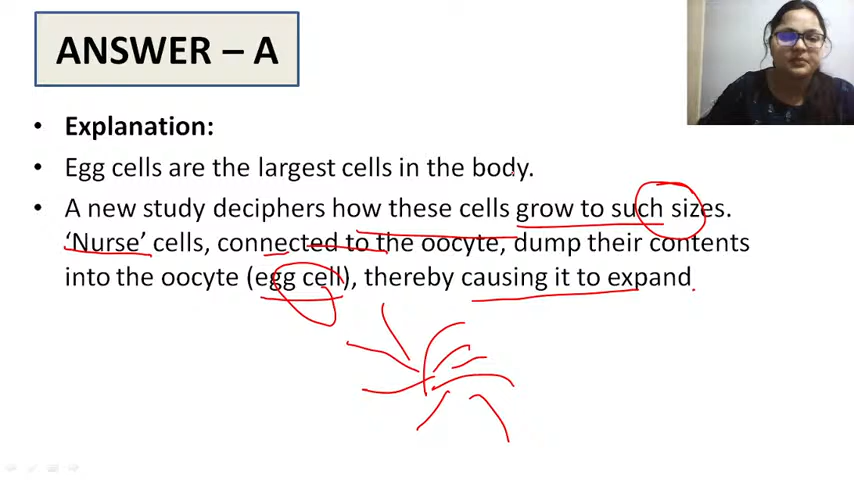 ANSWER – A
• Explanation:
• Egg cells are the largest cells in the body.
• A new study deciphers how these cells grow to such sizes.
‘Nurse’ cells, connected to the oocyte, dump their contents
into the oocyte (egg cell), thereby causing it to expand.